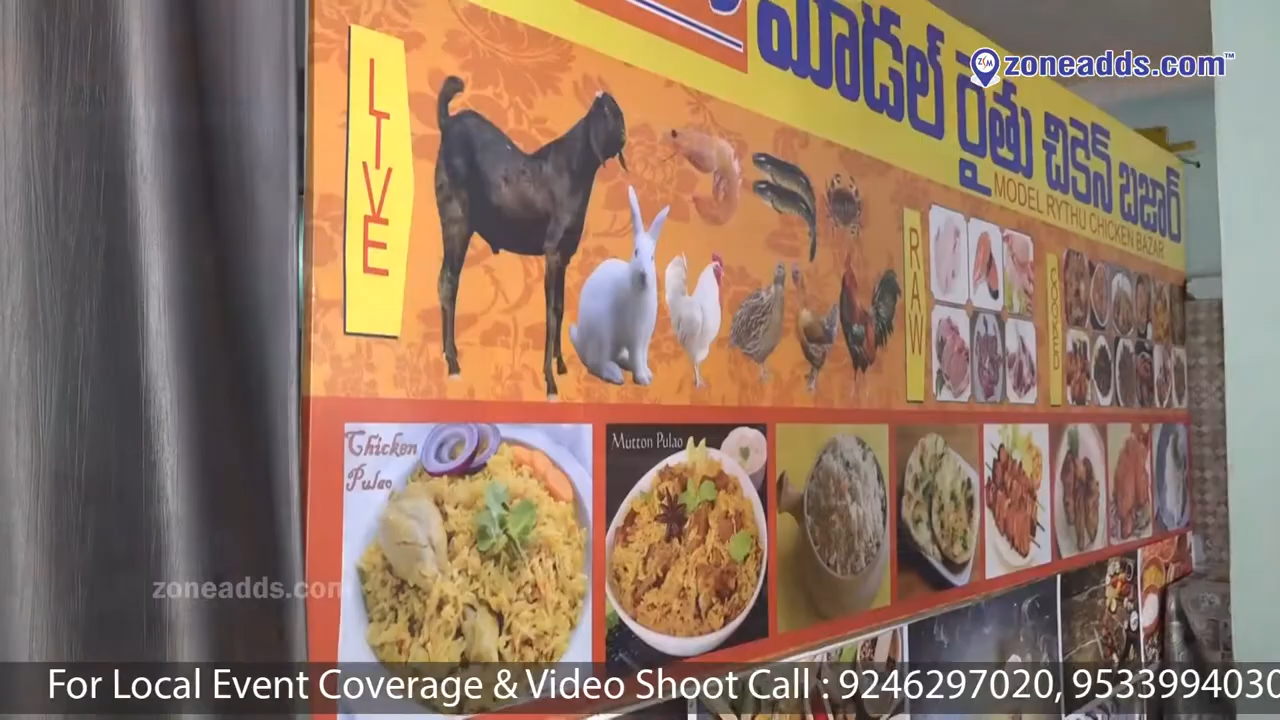 zoneadds.com™
మోడల్ రైతు చికెన్ బజార్
MODEL RYTHU CHICKEN BAZAR
LIVE
RAW
COOKED
Chicken
Pulao
Mutton Pulao
zoneadds.com
For Local Event Coverage & Video Shoot Call : 9246297020, 9533994030